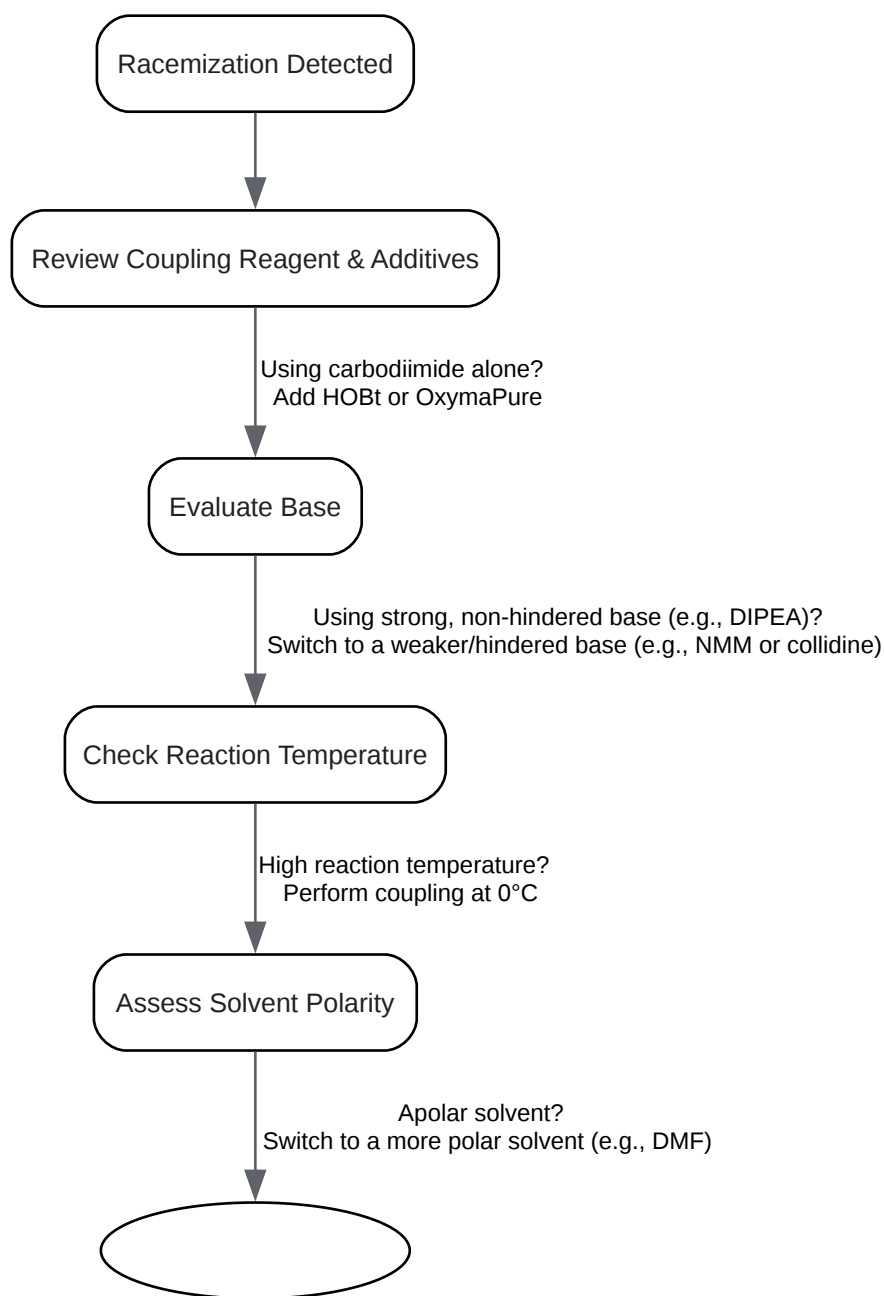 Racemization Detected
Review Coupling Reagent & Additives
Using carbodiimide alone?
Add HOBt or OxymaPure
Evaluate Base
Using strong, non-hindered base (e.g., DIPEA)?
Switch to a weaker/hindered base (e.g., NMM or collidine)
Check Reaction Temperature
High reaction temperature?
Perform coupling at 0°C
Assess Solvent Polarity
Apolar solvent?
Switch to a more polar solvent (e.g., DMF)